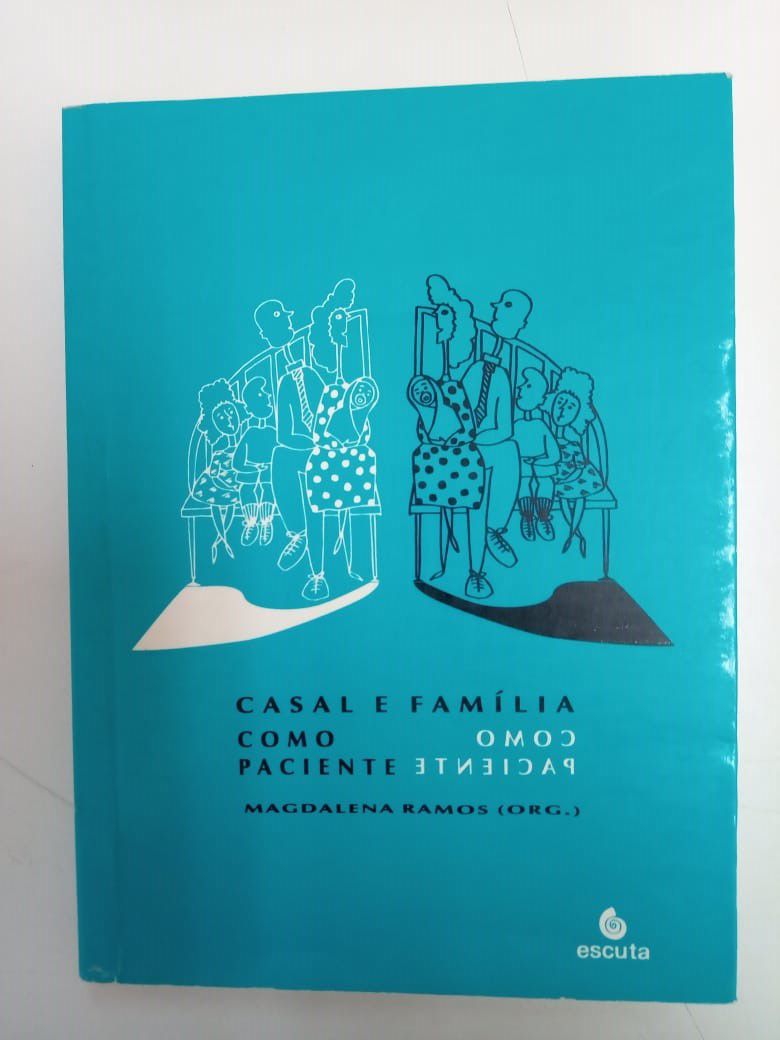 CASAL E FAMÍLIA
COMO COMO
PACIENTE PACIENTE
MAGDALENA RAMOS (ORG.)
escuta